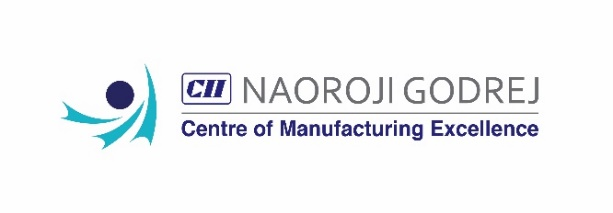 CII NAOROJI GODREJ
Centre of Manufacturing Excellence